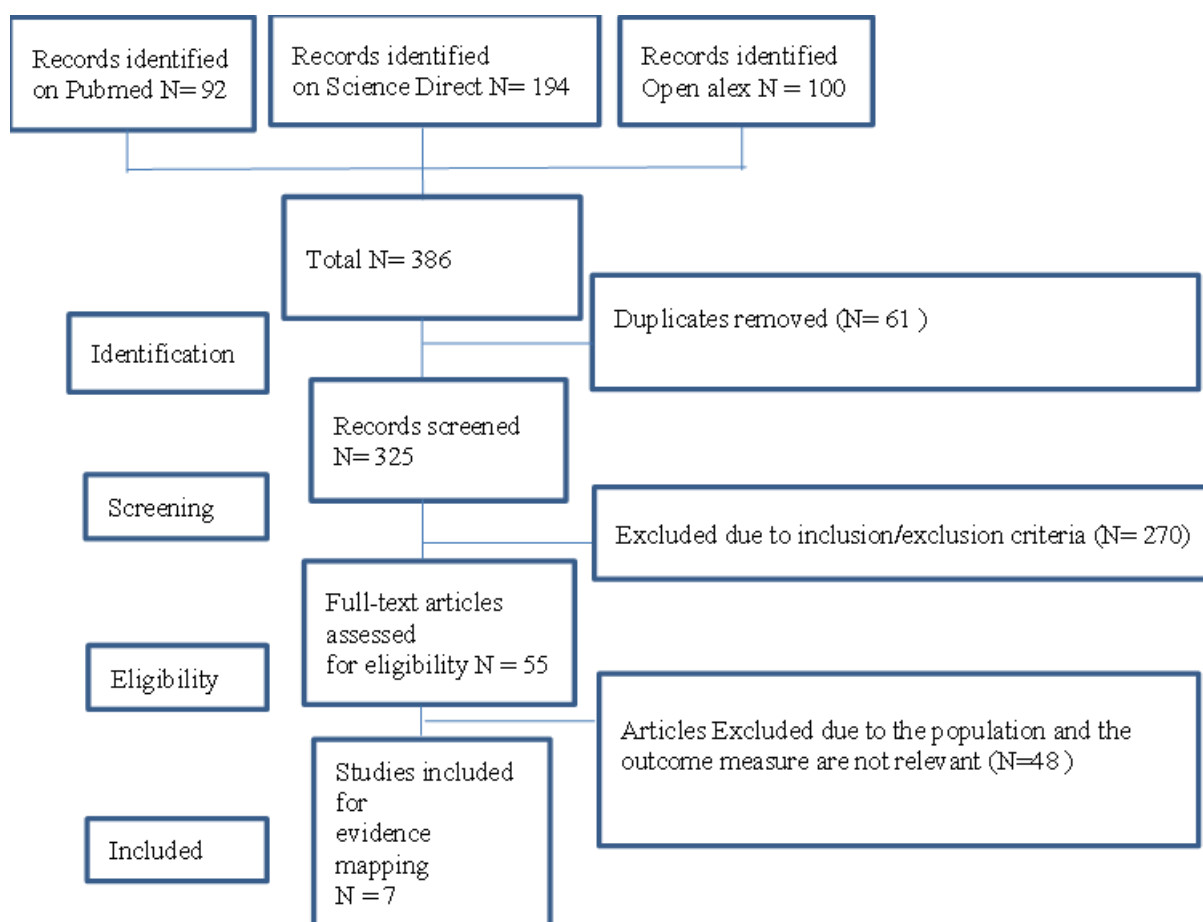 Records identified
on Pubmed N= 92
Records identified
on Science Direct N= 194
Records identified
Open alex N = 100
Total N= 386
Duplicates removed (N= 61 )
Identification
Records screened
N= 325
Screening
Excluded due to inclusion/exclusion criteria (N= 270)
Full-text articles
assessed
for eligibility N = 55
Eligibility
Articles Excluded due to the population and the
outcome measure are not relevant (N=48 )
Studies included
for
evidence
mapping
N = 7
Included